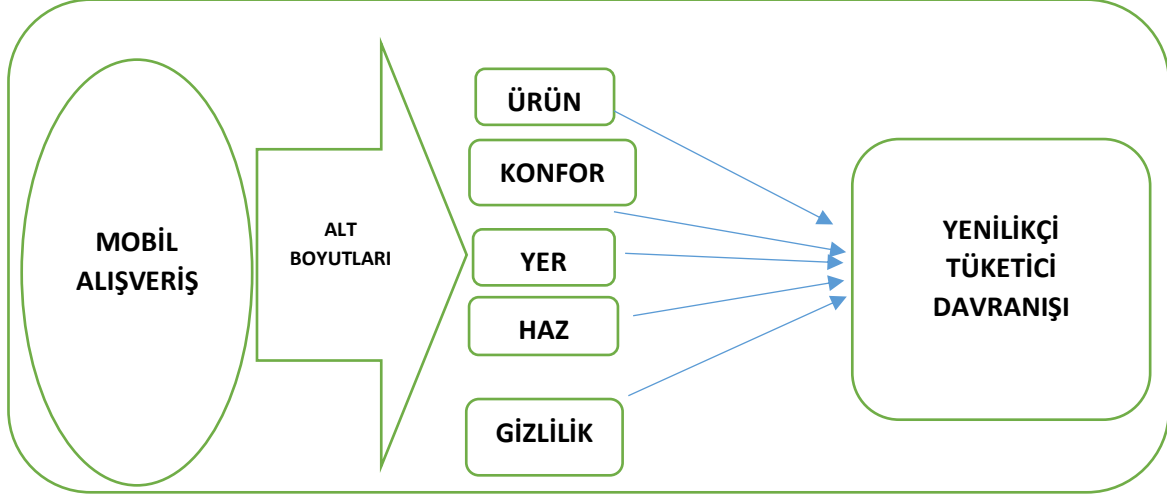 MOBİL
ALIŞVERİŞ
ALT
BOYUTLARI
ÜRÜN
KONFOR
YER
HAZ
GİZLİLİK
YENİLİKÇİ
TÜKETİCİ
DAVRANIŞI